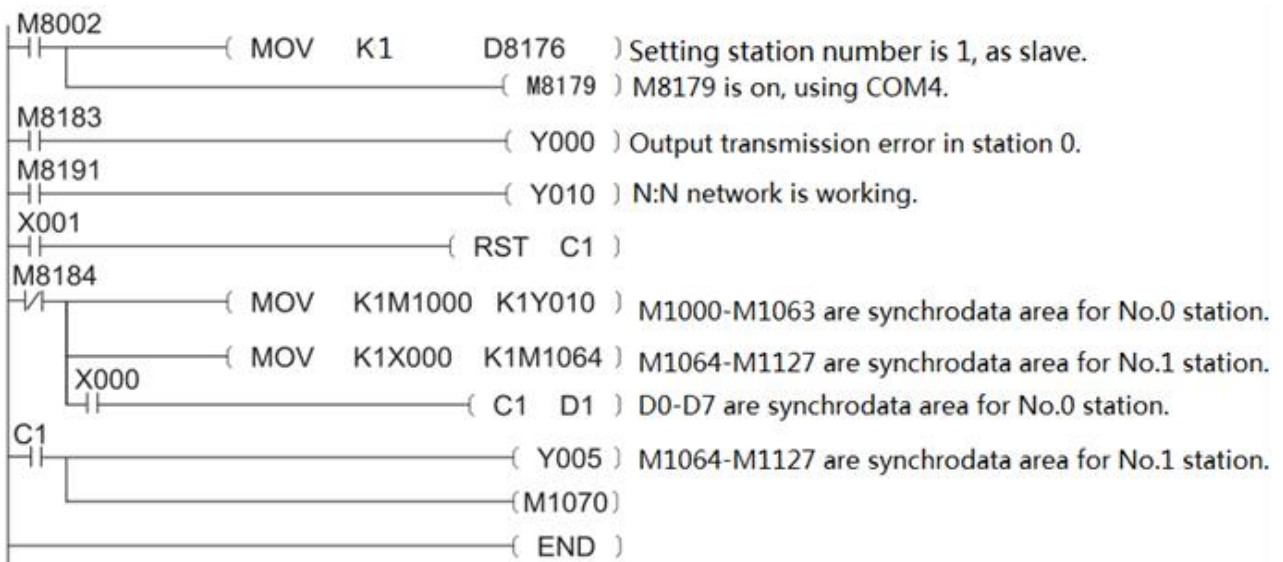 M8002
( MOV K1 D8176 ) Setting station number is 1, as slave.
( M8179 ) M8179 is on, using COM4.
M8183
( Y000 ) Output transmission error in station 0.
M8191
( Y010 ) N:N network is working.
X001
( RST C1 )
M8184
( MOV K1M1000 K1Y010 ) M1000-M1063 are synchrodata area for No.0 station.
( MOV K1X000 K1M1064 ) M1064-M1127 are synchrodata area for No.1 station.
X000
( C1 D1 ) D0-D7 are synchrodata area for No.0 station.
C1
( Y005 ) M1064-M1127 are synchrodata area for No.1 station.
(M1070)
( END )